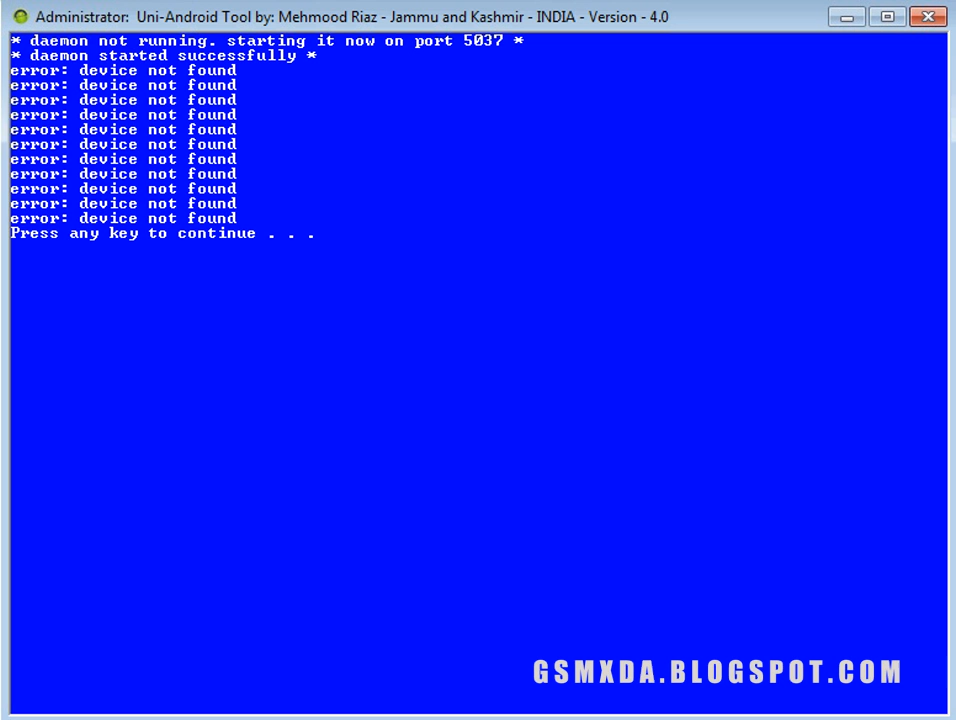 Administrator: Uni-Android Tool by: Mehmood Riaz - Jammu and Kashmir - INDIA - Version - 4.0
* daemon not running. starting it now on port 5037 *
* daemon started successfully *
error: device not found
error: device not found
error: device not found
error: device not found
error: device not found
error: device not found
error: device not found
error: device not found
error: device not found
error: device not found
error: device not found
Press any key to continue . . .
GSMXDA.BLOGSPOT.COM